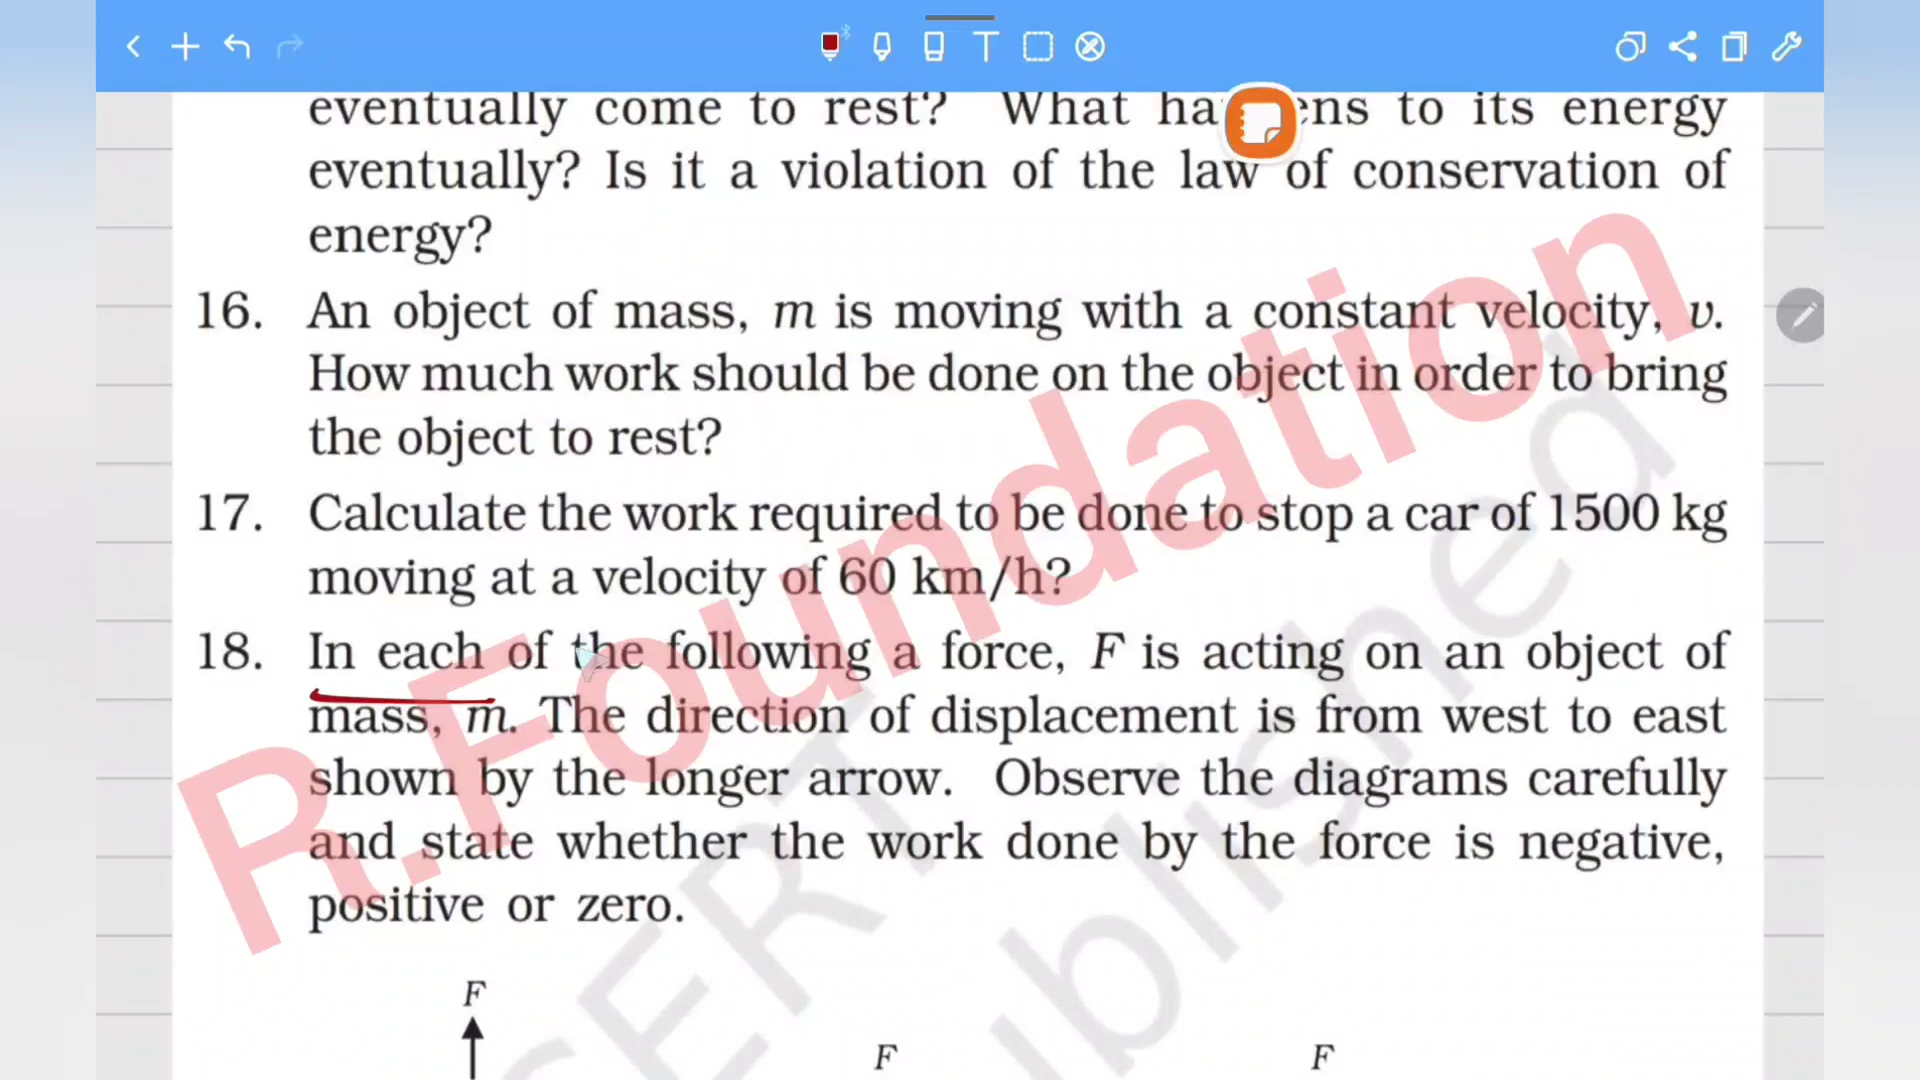 eventually come to rest? What ha ens to its energy
eventually? Is it a violation of the law of conservation of
energy?
16. An object of mass, m is moving with a constant velocity, v.
How much work should be done on the object in order to bring
the object to rest?
17. Calculate the work required to be done to stop a car of 1500 kg
moving at a velocity of 60 km/h?
18. In each of the following a force, F is acting on an object of
mass, m. The direction of displacement is from west to east
shown by the longer arrow. Observe the diagrams carefully
and state whether the work done by the force is negative,
positive or zero.
F
F
F
R.Foundation